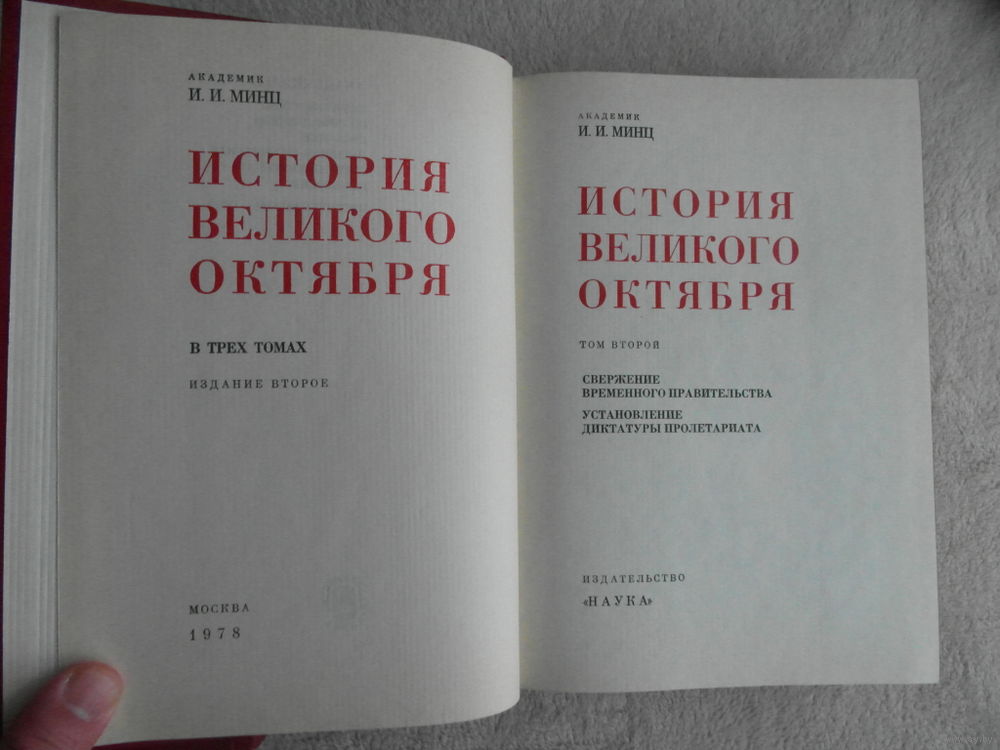 АКАДЕМИК
И. И. МИНЦ
ИСТОРИЯ
ВЕЛИКОГО
ОКТЯБРЯ
В ТРЕХ ТОМАХ
ИЗДАНИЕ ВТОРОЕ
МОСКВА
1978
АКАДЕМИК
И. И. МИНЦ
ИСТОРИЯ
ВЕЛИКОГО
ОКТЯБРЯ
ТОМ ВТОРОЙ
СВЕРЖЕНИЕ
ВРЕМЕННОГО ПРАВИТЕЛЬСТВА
УСТАНОВЛЕНИЕ
ДИКТАТУРЫ ПРОЛЕТАРИАТА
ИЗДАТЕЛЬСТВО
«НАУКА»